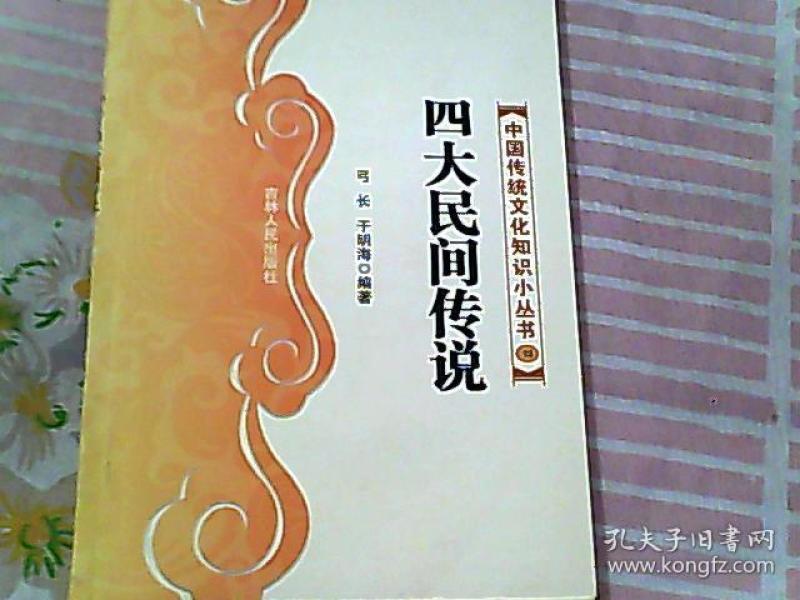 中国传统文化知识小丛书
四大民间传说
弓长 于明海◎编著
吉林人民出版社
孔夫子旧書网
www.kongfz.com